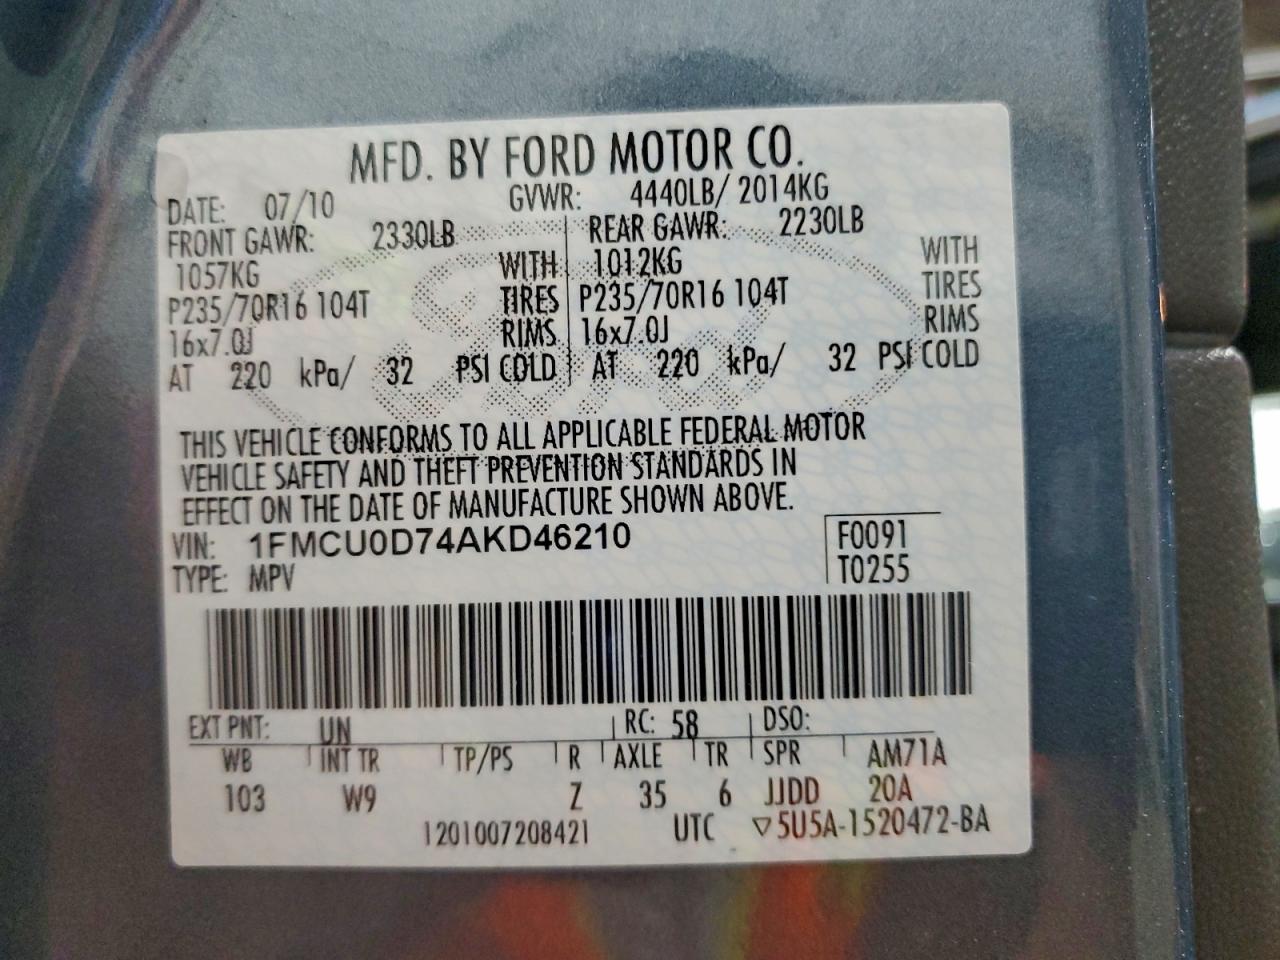 MFD. BY FORD MOTOR CO.
DATE: 07/10 GVWR: 4440LB/ 2014KG
FRONT GAWR: 2330LB REAR GAWR: 2230LB
1057KG WITH 1012KG WITH
P235/70R16 104T TIRES P235/70R16 104T TIRES
16x7.0J RIMS 16x7.0J RIMS
AT 220 kPa/ 32 PSI COLD AT 220 kPa/ 32 PSI COLD
THIS VEHICLE CONFORMS TO ALL APPLICABLE FEDERAL MOTOR
VEHICLE SAFETY AND THEFT PREVENTION STANDARDS IN
EFFECT ON THE DATE OF MANUFACTURE SHOWN ABOVE.
VIN: 1FMCU0D74AKD46210 F0091
TYPE: MPV T0255
EXT PNT: UN RC: 58 DSO:
WB INT TR TP/PS R AXLE TR SPR AM71A
103 W9 Z 35 6 JJDD 20A
1201007208421 UTC ▽5U5A-1520472-BA